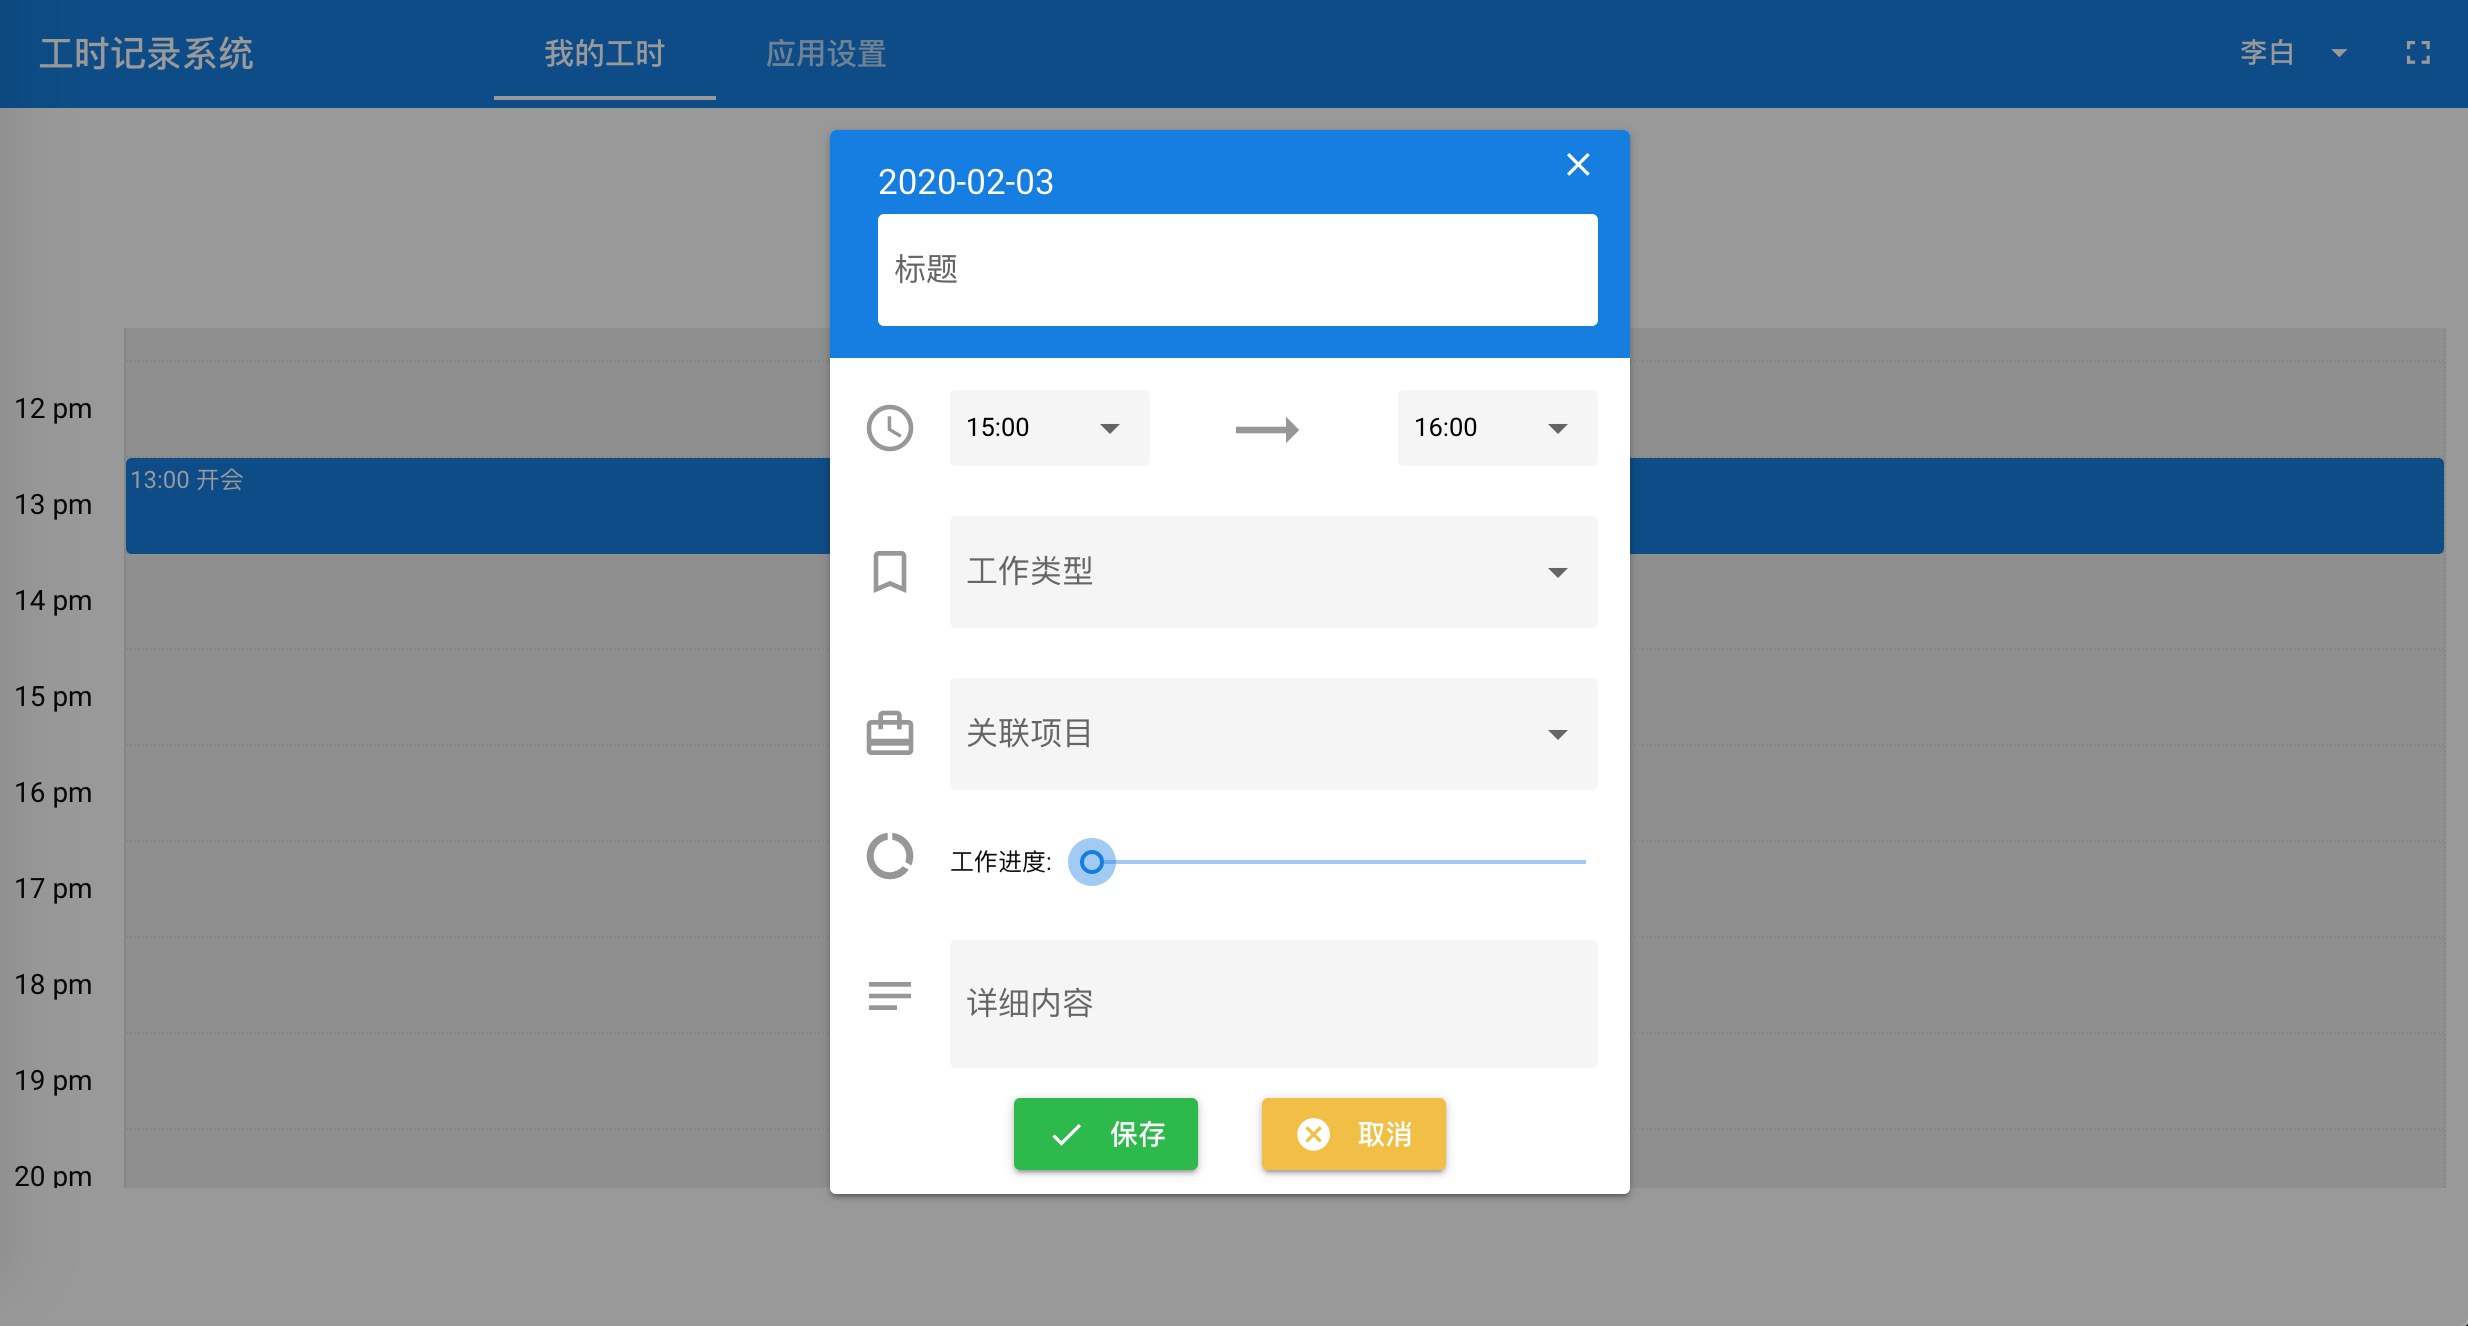 工时记录系统
我的工时
应用设置
李白
12 pm
13 pm
14 pm
15 pm
16 pm
17 pm
18 pm
19 pm
20 pm
13:00 开会
2020-02-03
标题
15:00
16:00
工作类型
关联项目
工作进度:
详细内容
保存
取消